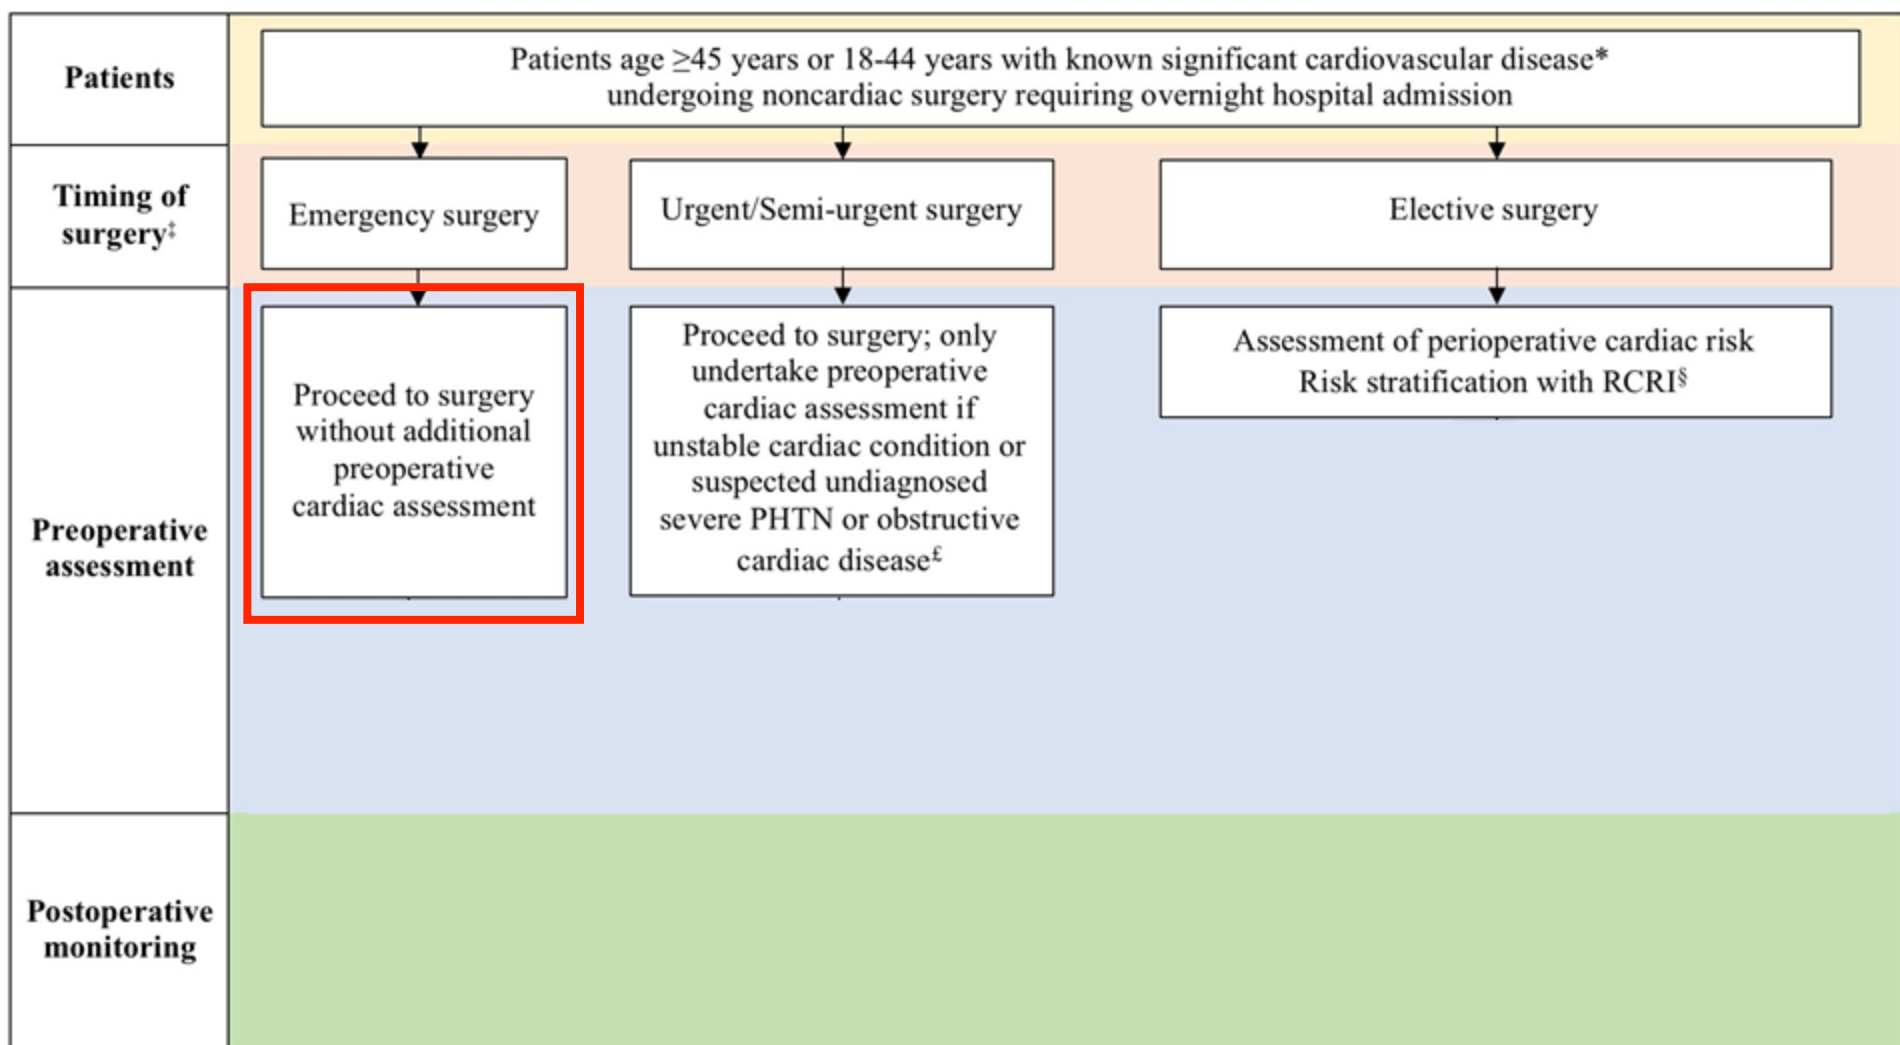 Patients
Patients age ≥45 years or 18-44 years with known significant cardiovascular disease*
undergoing noncardiac surgery requiring overnight hospital admission
Timing of
surgery‡
Emergency surgery
Urgent/Semi-urgent surgery
Elective surgery
Preoperative
assessment
Proceed to surgery
without additional
preoperative
cardiac assessment
Proceed to surgery; only
undertake preoperative
cardiac assessment if
unstable cardiac condition or
suspected undiagnosed
severe PHTN or obstructive
cardiac disease£
Assessment of perioperative cardiac risk
Risk stratification with RCRI§
Postoperative
monitoring